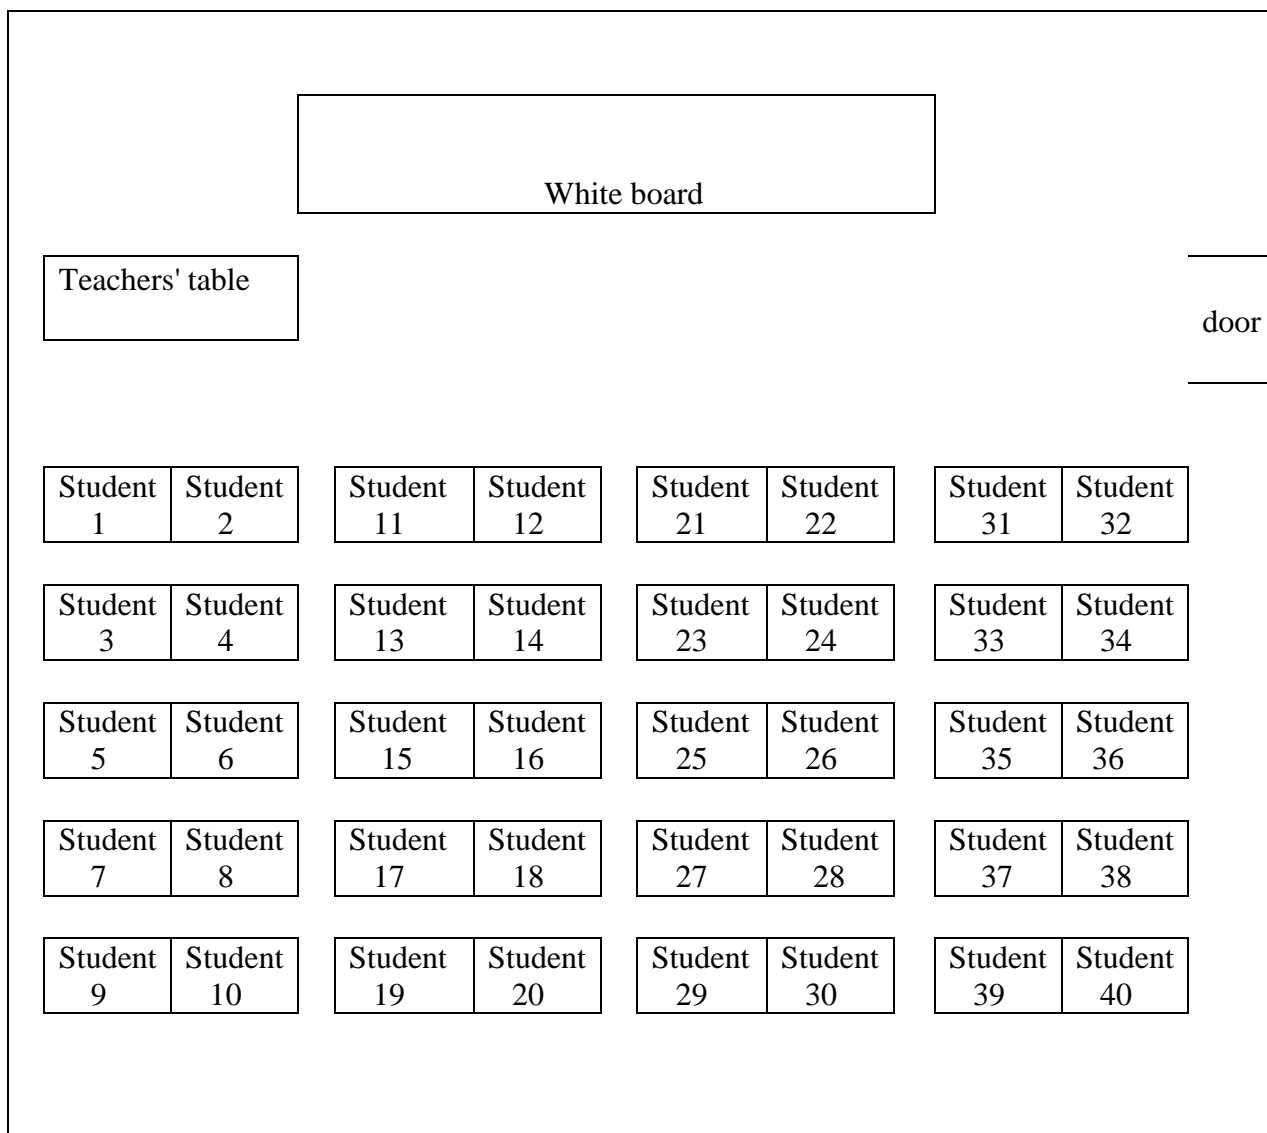 White board
Teachers' table
door
Student Student Student Student Student Student Student Student
1 2 11 12 21 22 31 32
Student Student Student Student Student Student Student Student
3 4 13 14 23 24 33 34
Student Student Student Student Student Student Student Student
5 6 15 16 25 26 35 36
Student Student Student Student Student Student Student Student
7 8 17 18 27 28 37 38
Student Student Student Student Student Student Student Student
9 10 19 20 29 30 39 40